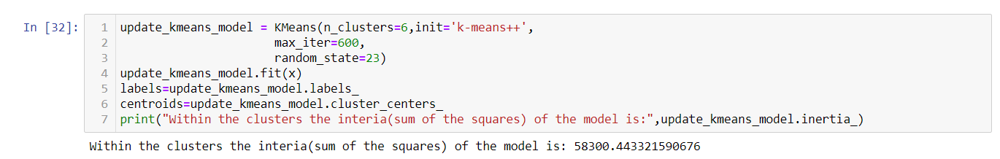 In [32]:
1 update_kmeans_model = KMeans(n_clusters=6,init='k-means++',
2 max_iter=600,
3 random_state=23)
4 update_kmeans_model.fit(x)
5 labels=update_kmeans_model.labels_
6 centroids=update_kmeans_model.cluster_centers_
7 print("Within the clusters the interia(sum of the squares) of the model is:",update_kmeans_model.inertia_)
Within the clusters the interia(sum of the squares) of the model is: 58300.443321590676